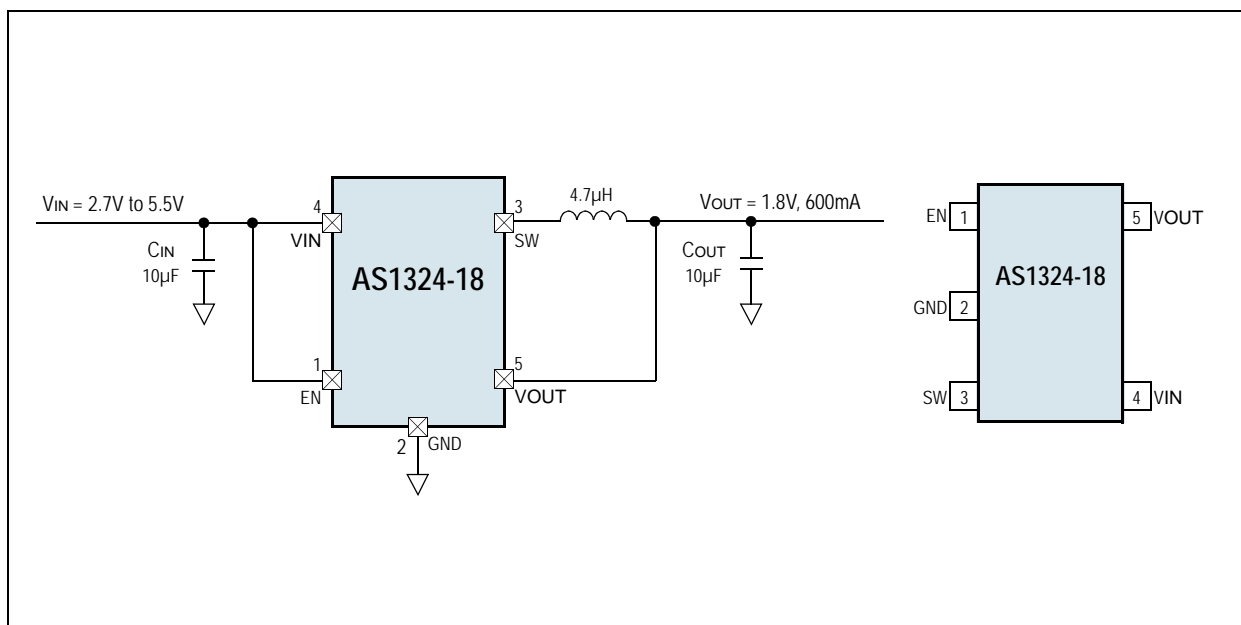 VIN = 2.7V to 5.5V
CIN
10µF
4
VIN
AS1324-18
3
SW
4.7µH
VOUT = 1.8V, 600mA
COUT
10µF
1
EN
5
VOUT
2
GND
EN
1
5
VOUT
AS1324-18
GND
2
SW
3
4
VIN